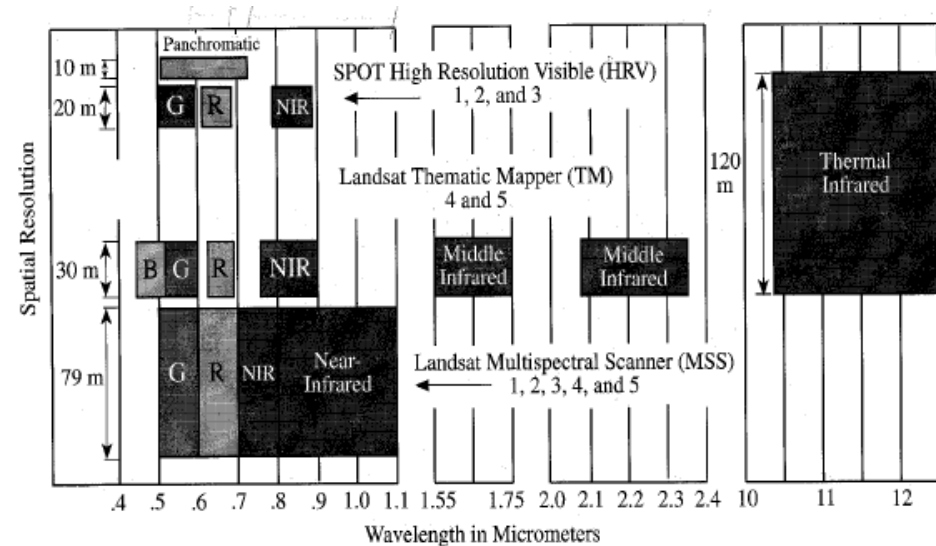 Panchromatic
10 m
SPOT High Resolution Visible (HRV)
1, 2, and 3
20 m
G
R
NIR
120
m
Thermal
Infrared
Landsat Thematic Mapper (TM)
4 and 5
Spatial Resolution
30 m
B
G
R
NIR
Middle
Infrared
Middle
Infrared
79 m
G
R
NIR
Near-
Infrared
Landsat Multispectral Scanner (MSS)
1, 2, 3, 4, and 5
.4 .5 .6 .7 .8 .9 1.0 1.1 1.55 1.75 2.0 2.1 2.2 2.3 2.4 10 11 12
Wavelength in Micrometers